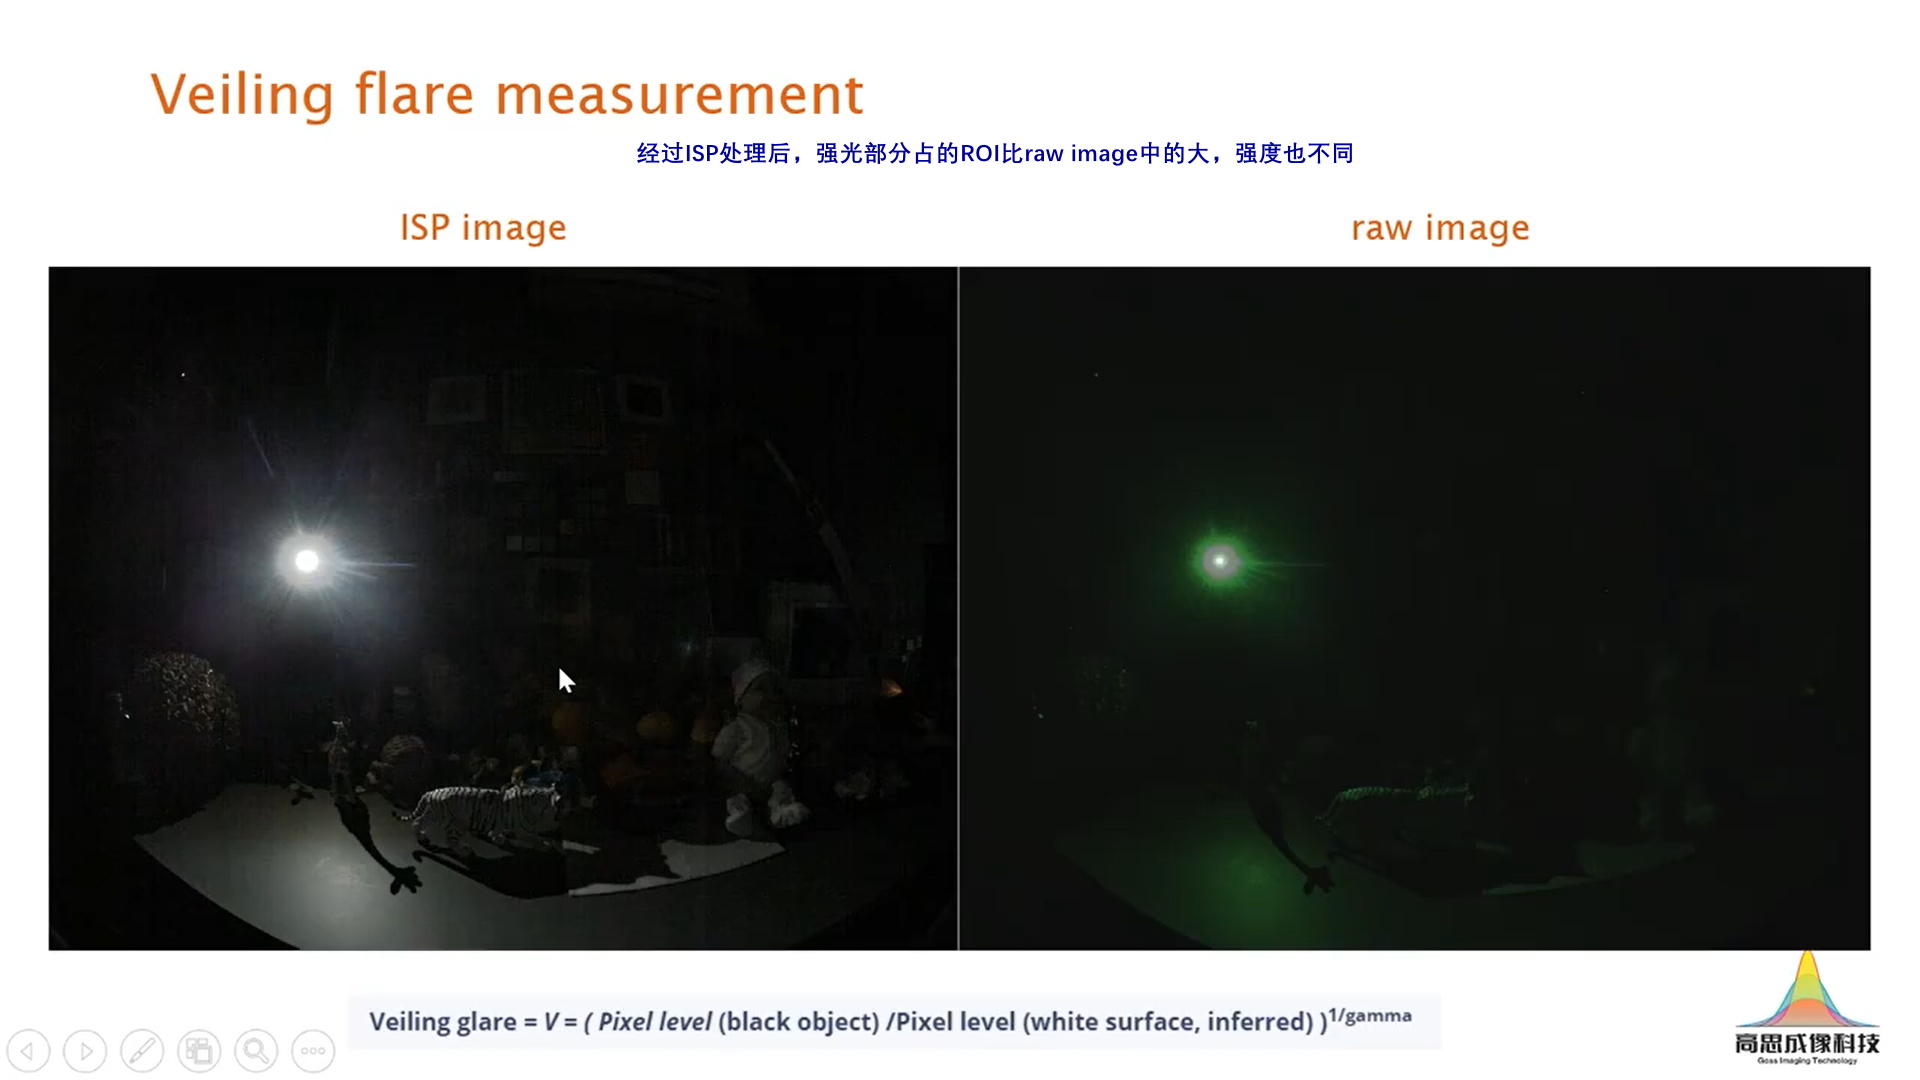 Veiling flare measurement
经过ISP处理后，强光部分占的ROI比raw image中的大，强度也不同
ISP image
raw image
Veiling glare = V = ( Pixel level (black object) /Pixel level (white surface, inferred) )^1/gamma
高思成像科技
Goss Imaging Technology